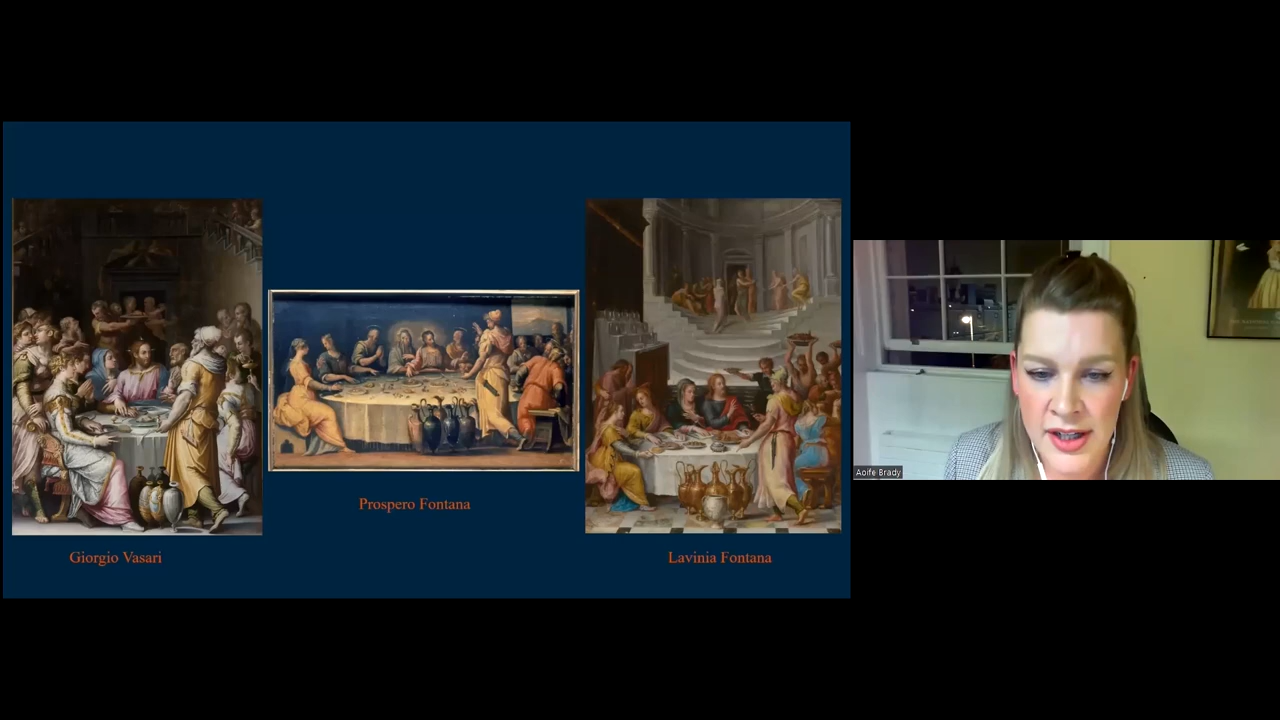 Prospero Fontana
Giorgio Vasari
Lavinia Fontana
Aoife Brady